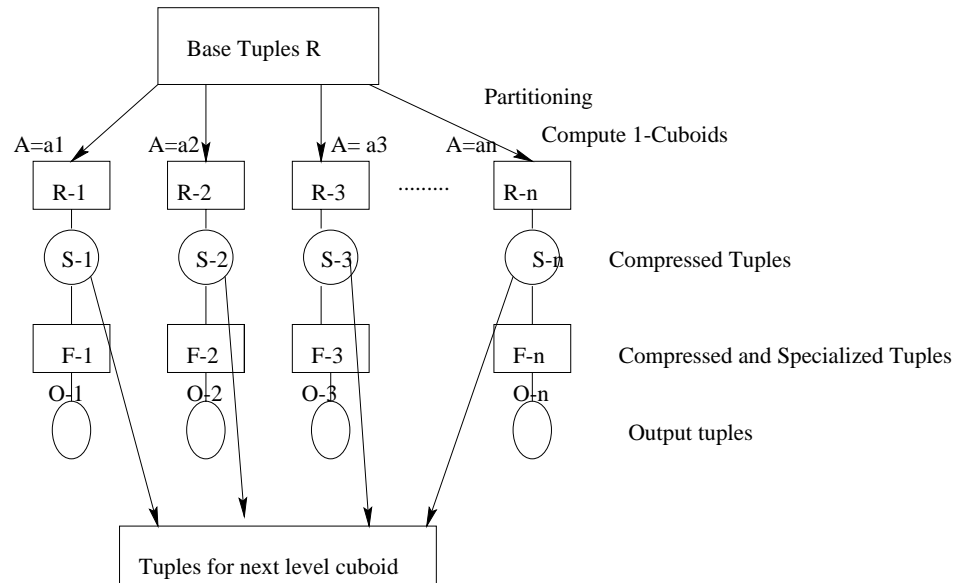 Base Tuples R
Partitioning
Compute 1-Cuboids
A=a1 A=a2 A= a3 A=an
R-1 R-2 R-3 ......... R-n
S-1 S-2 S-3 S-n Compressed Tuples
F-1 F-2 F-3 F-n Compressed and Specialized Tuples
O-1 O-2 O-3 O-n
Output tuples
Tuples for next level cuboid